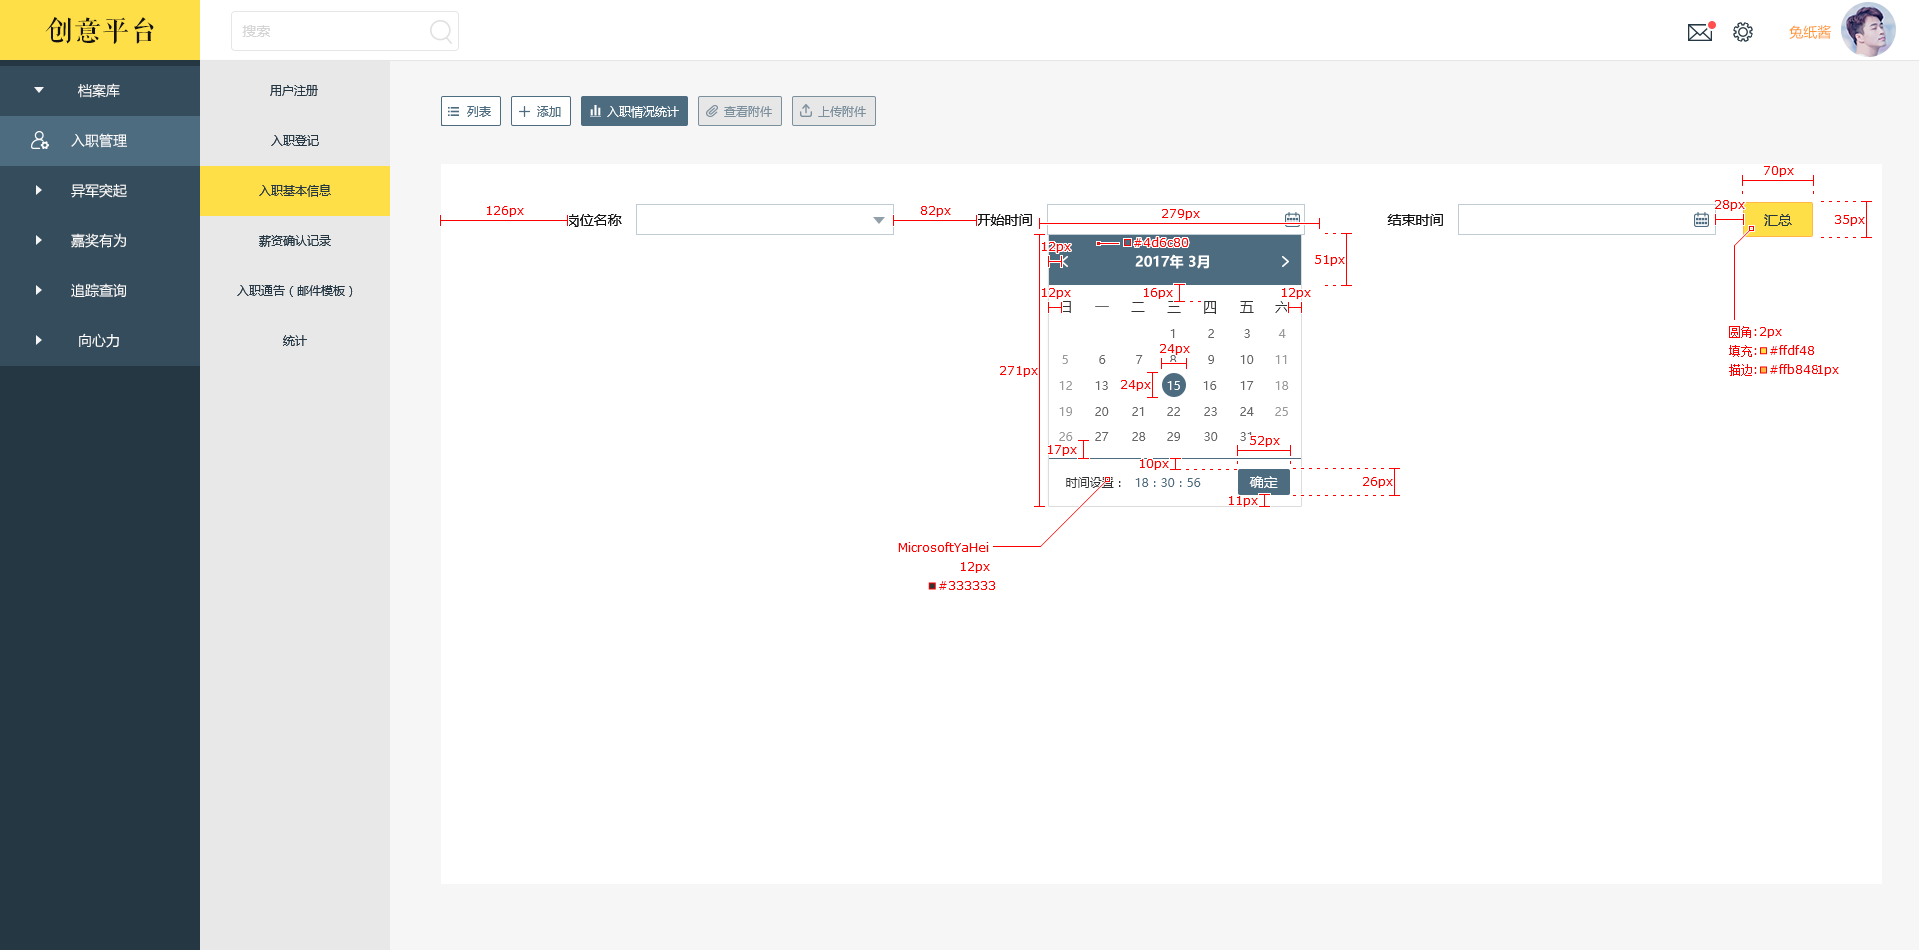 创意平台
搜索
兔纸酱
档案库
入职管理
异军突起
嘉奖有为
追踪查询
向心力
用户注册
入职登记
入职基本信息
薪资确认记录
入职通告（邮件模板）
统计
列表
添加
入职情况统计
查看附件
上传附件
70px
126px
岗位名称
82px
开始时间
279px
结束时间
28px
汇总
35px
12px
#4d6c80
2017年 3月
51px
12px
16px
12px
日 一 二 三 四 五 六
1 2 3 4
24px
5 6 7 8 9 10 11
271px
12 13 24px 15 16 17 18
19 20 21 22 23 24 25
26 27 28 29 30 31
52px
17px
10px
时间设置： 18 : 30 : 56
确定
26px
11px
圆角:2px
填充:#ffdf48
描边:#ffb848 1px
MicrosoftYaHei
12px
#333333